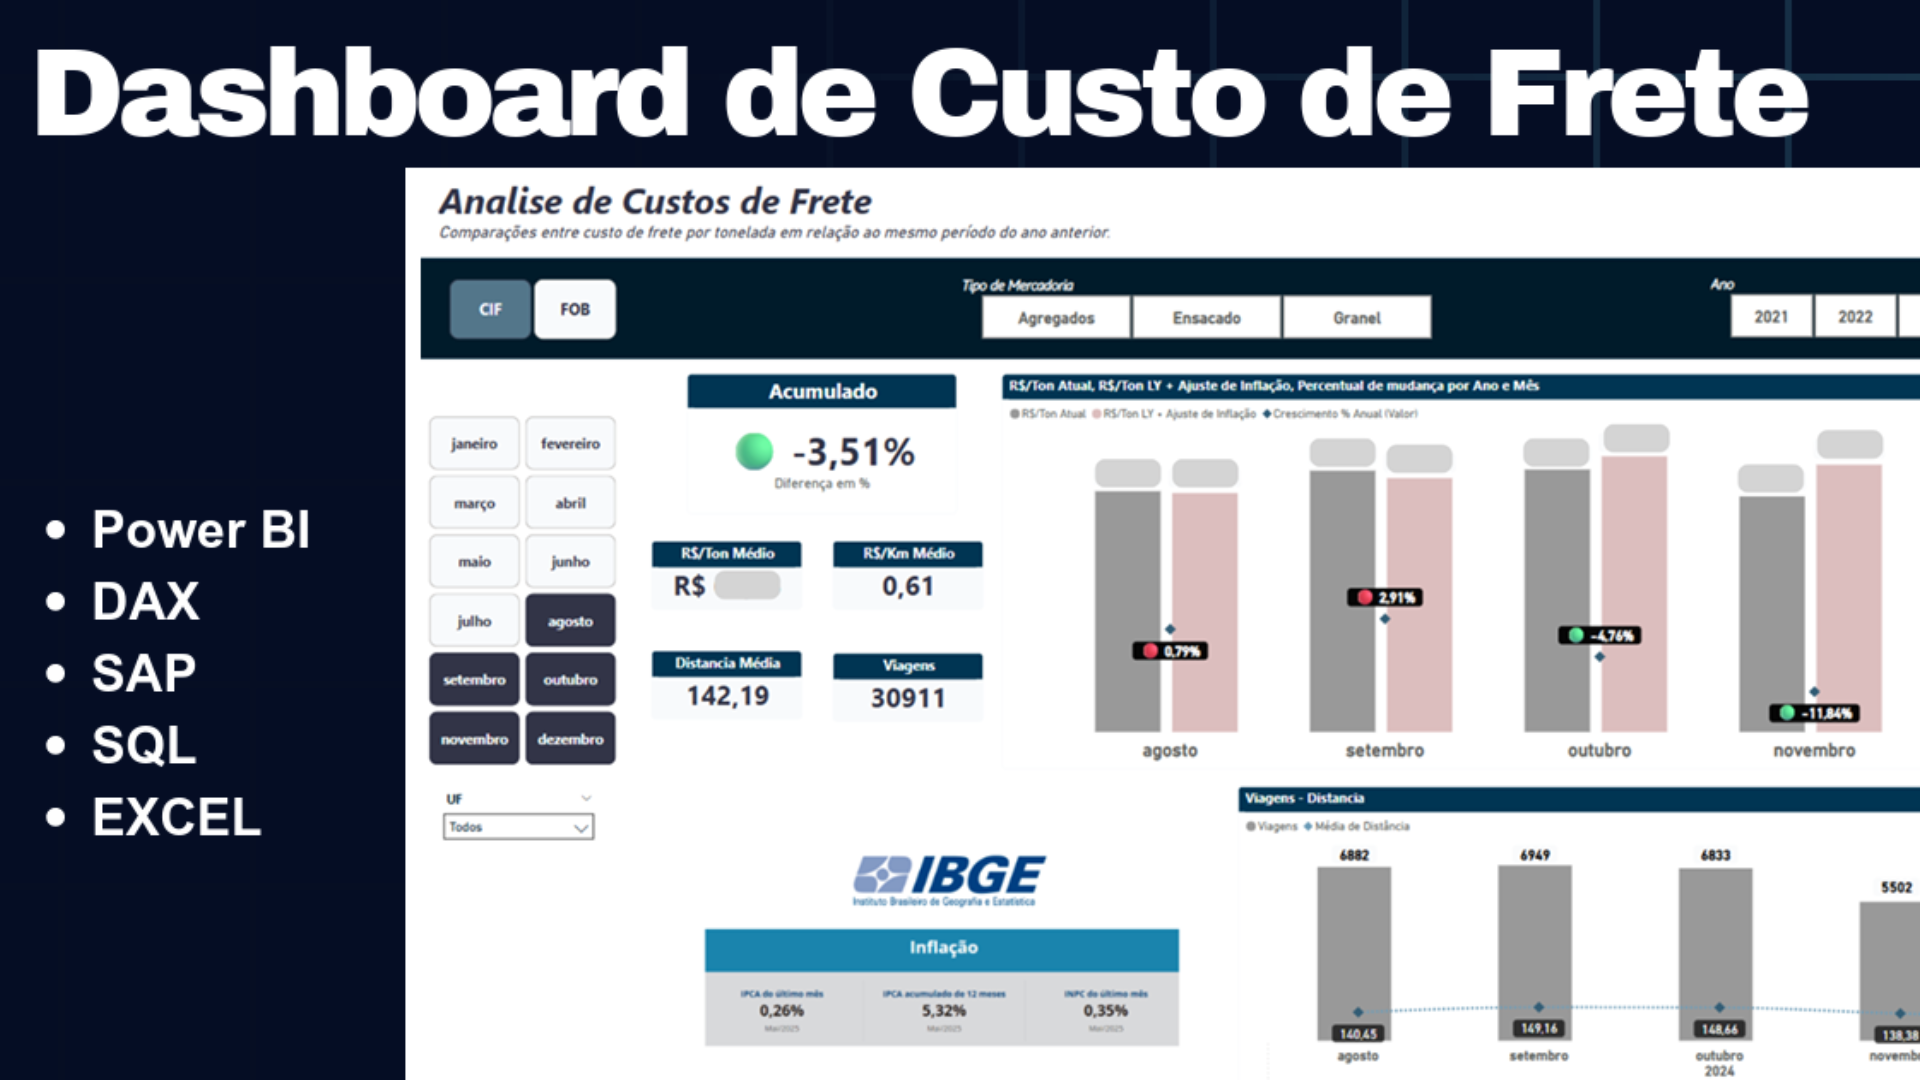 Dashboard de Custo de Frete
Power BI
DAX
SAP
SQL
EXCEL
Analise de Custos de Frete
Comparações entre custo de frete por tonelada em relação ao mesmo período do ano anterior.
CIF
FOB
Tipo de Mercadoria
Agregados
Ensacado
Granel
Ano
2021
2022
janeiro
fevereiro
março
abril
maio
junho
julho
agosto
setembro
outubro
novembro
dezembro
UF
Todos
Acumulado
-3,51%
Diferença em %
R$/Ton Médio
R$
R$/Km Médio
0,61
Distancia Média
142,19
Viagens
30911
R$/Ton Atual, R$/Ton LY + Ajuste de Inflação, Percentual de mudança por Ano e Mês
R$/Ton Atual R$/Ton LY + Ajuste de Inflação Crescimento % Anual (Valor)
0,79%
2,91%
-4,76%
-11,84%
agosto
setembro
outubro
novembro
IBGE
Instituto Brasileiro de Geografia e Estatística
Inflação
IPCA do último mês
0,26%
Mai/2025
IPCA acumulado de 12 meses
5,32%
Mai/2025
INPC do último mês
0,35%
Mai/2025
Viagens - Distancia
Viagens Média de Distância
6882
6949
6833
5502
140,45
149,16
148,66
138,38
agosto
setembro
outubro
novemb
2024